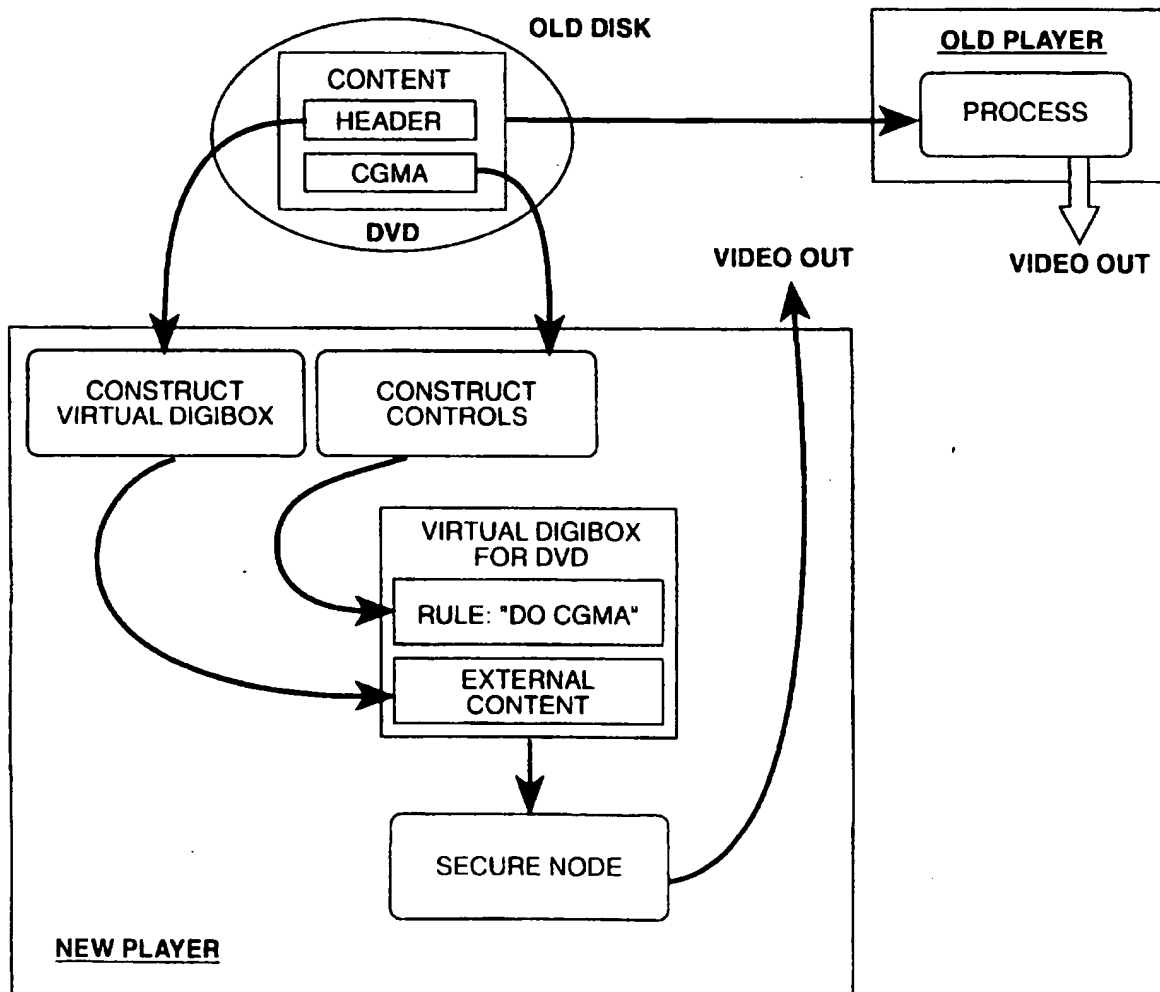 OLD DISK
CONTENT
HEADER
CGMA
DVD
OLD PLAYER
PROCESS
VIDEO OUT
VIDEO OUT
CONSTRUCT
VIRTUAL DIGIBOX
CONSTRUCT
CONTROLS
VIRTUAL DIGIBOX
FOR DVD
RULE: "DO CGMA"
EXTERNAL
CONTENT
SECURE NODE
NEW PLAYER